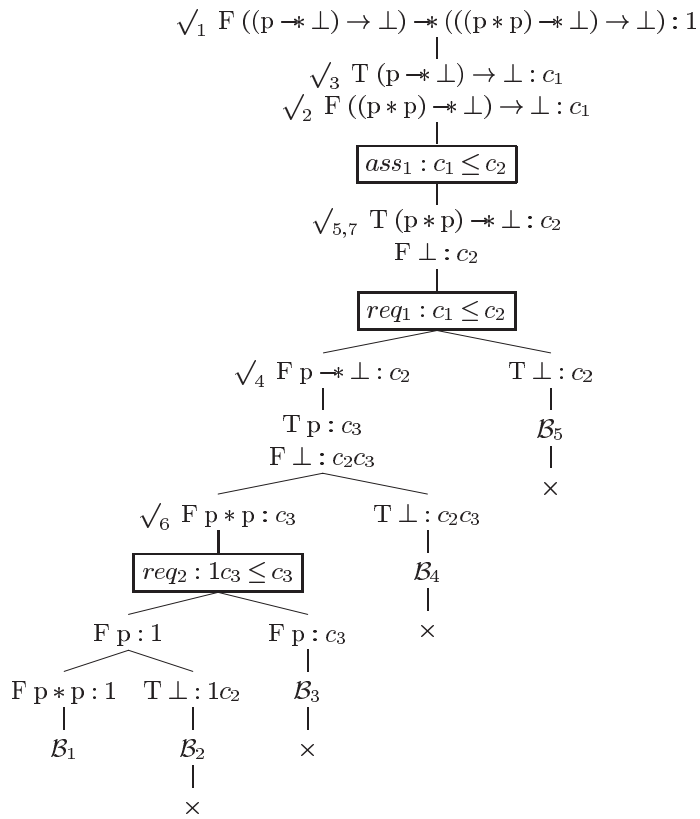 √1 F ((p −∗ ⊥) → ⊥) −∗ (((p ∗ p) −∗ ⊥) → ⊥) : 1
√3 T (p −∗ ⊥) → ⊥ : c1
√2 F ((p ∗ p) −∗ ⊥) → ⊥ : c1
ass1 : c1 ≤ c2
√5,7 T (p ∗ p) −∗ ⊥ : c2
F ⊥ : c2
req1 : c1 ≤ c2
√4 F p −∗ ⊥ : c2 T ⊥ : c2
T p : c3 B5
F ⊥ : c2c3
×
√6 F p ∗ p : c3 T ⊥ : c2c3
req2 : 1c3 ≤ c3 B4
F p : 1 F p : c3 ×
F p ∗ p : 1 T ⊥ : 1c2 B3
B1 B2 ×
×